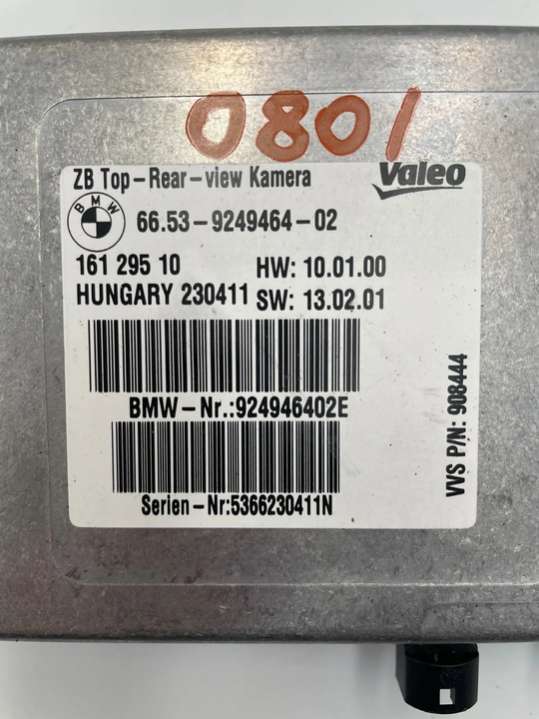 0801
ZB Top-Rear-view Kamera
Valeo
BMW
66.53-9249464-02
161 295 10 HW: 10.01.00
HUNGARY 230411 SW: 13.02.01
BMW-Nr.:924946402E
Serien-Nr:5366230411N
VVS P/N: 908444